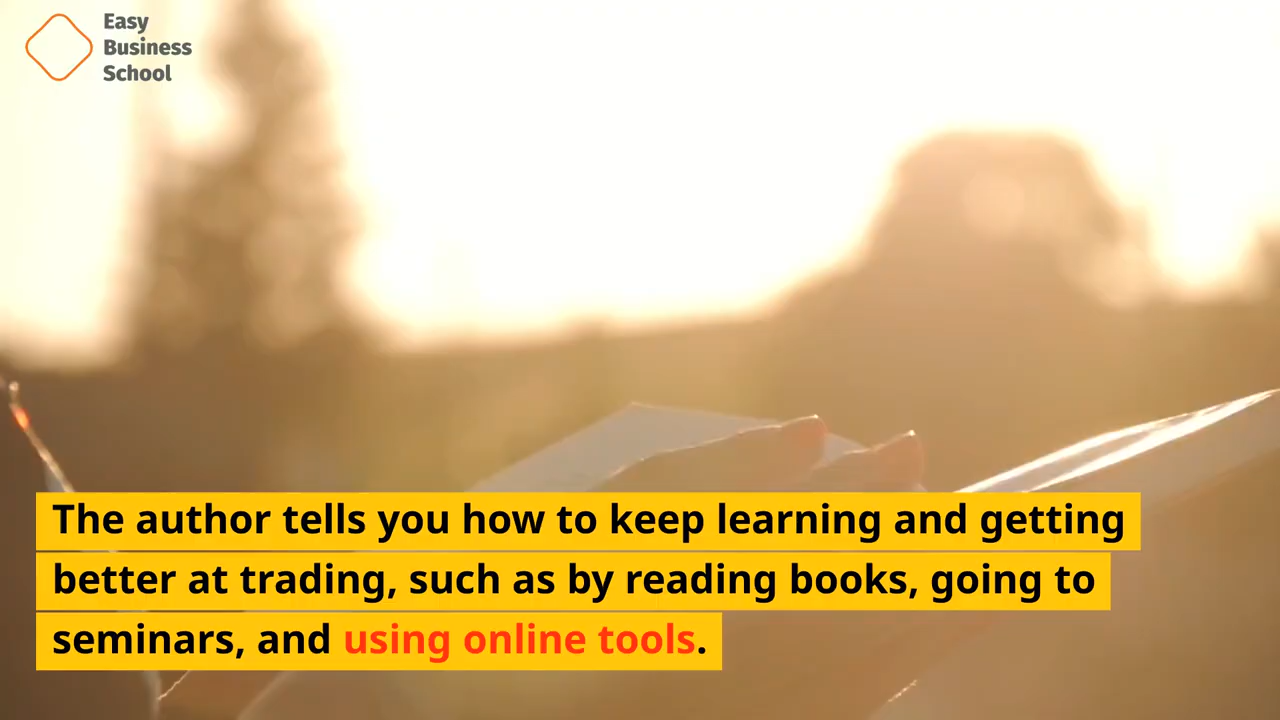 Easy
Business
School
The author tells you how to keep learning and getting
better at trading, such as by reading books, going to
seminars, and using online tools.